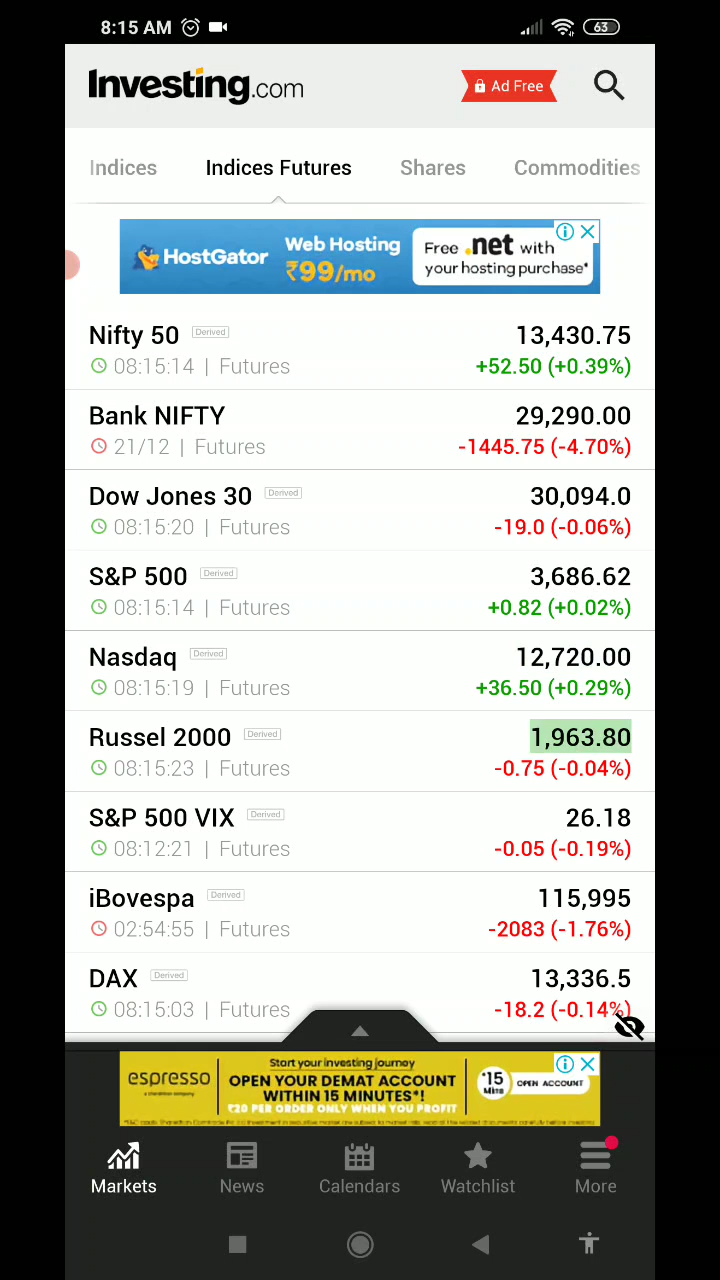 8:15 AM 63
Investing.com Ad Free
Indices Indices Futures Shares Commodities
HostGator Web Hosting ₹99/mo Free .net with your hosting purchase*
Nifty 50 Derived 13,430.75
08:15:14 | Futures +52.50 (+0.39%)
Bank NIFTY 29,290.00
21/12 | Futures -1445.75 (-4.70%)
Dow Jones 30 Derived 30,094.0
08:15:20 | Futures -19.0 (-0.06%)
S&P 500 Derived 3,686.62
08:15:14 | Futures +0.82 (+0.02%)
Nasdaq Derived 12,720.00
08:15:19 | Futures +36.50 (+0.29%)
Russel 2000 Derived 1,963.80
08:15:23 | Futures -0.75 (-0.04%)
S&P 500 VIX Derived 26.18
08:12:21 | Futures -0.05 (-0.19%)
iBovespa Derived 115,995
02:54:55 | Futures -2083 (-1.76%)
DAX Derived 13,336.5
08:15:03 | Futures -18.2 (-0.14%)
Start your investing journey
espresso OPEN YOUR DEMAT ACCOUNT
WITHIN 15 MINUTES*! '15 Mins OPEN ACCOUNT
₹20 PER ORDER ONLY WHEN YOU PROFIT
Markets News Calendars Watchlist More